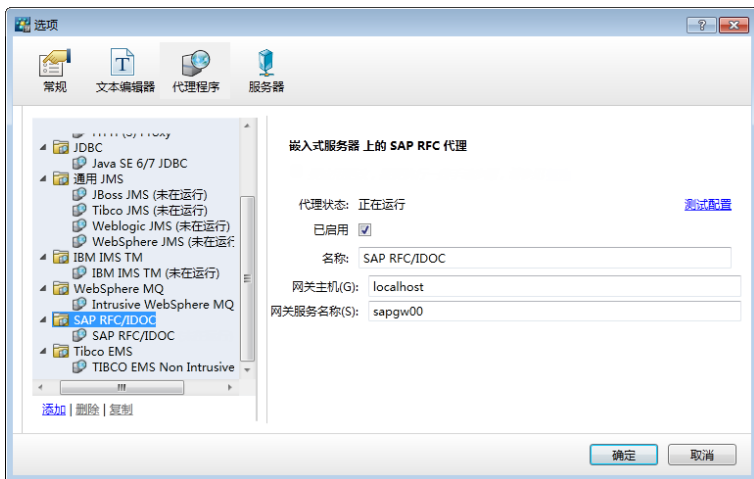 选项
常规 文本编辑器 代理程序 服务器
HTTP(S) Proxy
JDBC
Java SE 6/7 JDBC
通用 JMS
JBoss JMS (未在运行)
Tibco JMS (未在运行)
Weblogic JMS (未在运行)
WebSphere JMS (未在运行
IBM IMS TM
IBM IMS TM (未在运行)
WebSphere MQ
Intrusive WebSphere MQ
SAP RFC/IDOC
SAP RFC/IDOC
Tibco EMS
TIBCO EMS Non Intrusive
添加 | 删除 | 复制
嵌入式服务器 上的 SAP RFC 代理
代理状态: 正在运行 测试配置
已启用
名称: SAP RFC/IDOC
网关主机(G): localhost
网关服务名称(S): sapgw00
确定 取消